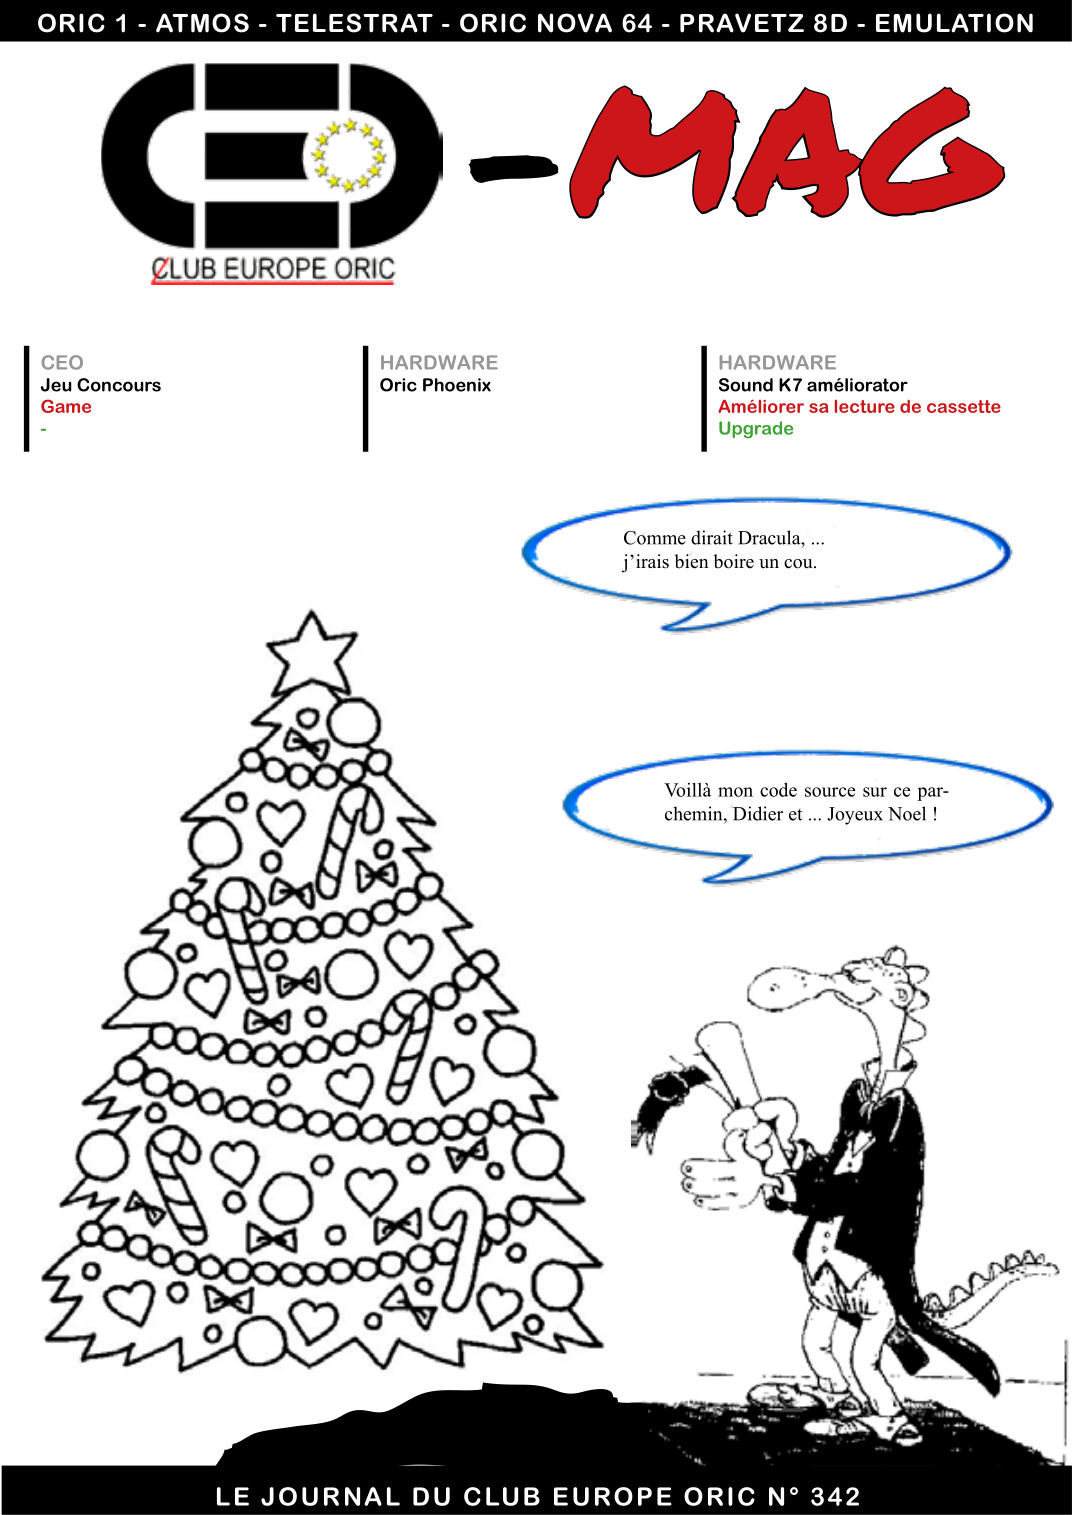 ORIC 1 - ATMOS - TELESTRAT - ORIC NOVA 64 - PRAVETZ 8D - EMULATION
CEO
-MAG
CLUB EUROPE ORIC
CEO
Jeu Concours
Game
-
HARDWARE
Oric Phoenix
HARDWARE
Sound K7 améliorator
Améliorer sa lecture de cassette
Upgrade
Comme dirait Dracula, ...
j’irais bien boire un cou.
Voillà mon code source sur ce par-
chemin, Didier et ... Joyeux Noel !
LE JOURNAL DU CLUB EUROPE ORIC N° 342